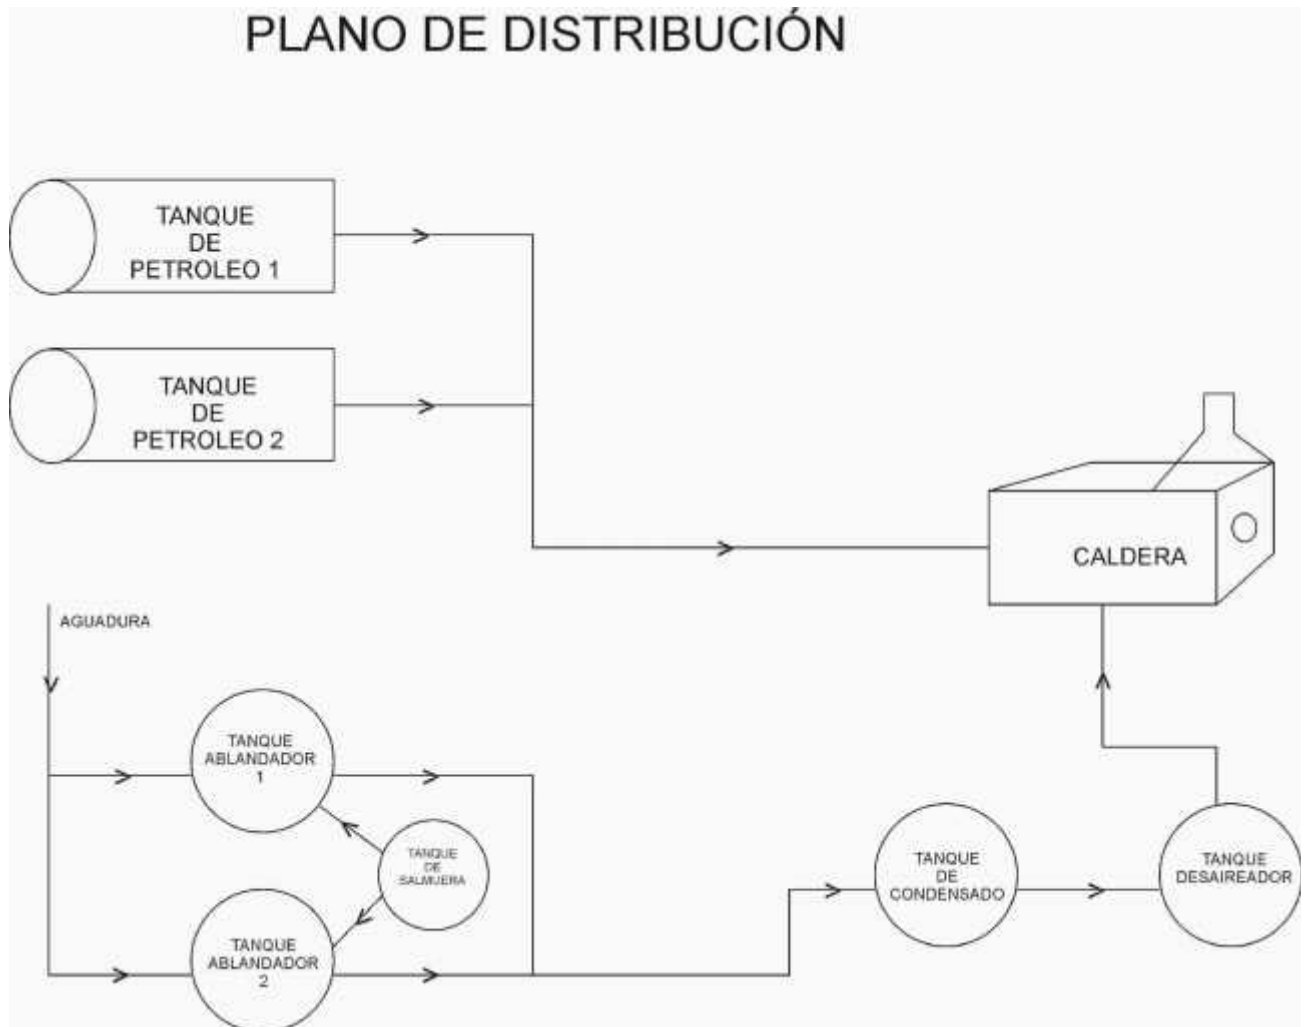 PLANO DE DISTRIBUCIÓN
TANQUE
DE
PETROLEO 1
TANQUE
DE
PETROLEO 2
CALDERA
AGUADURA
TANQUE
ABLANDADOR
1
TANQUE
DE
SALMUERA
TANQUE
ABLANDADOR
2
TANQUE
DE
CONDENSADO
TANQUE
DESAIREADOR